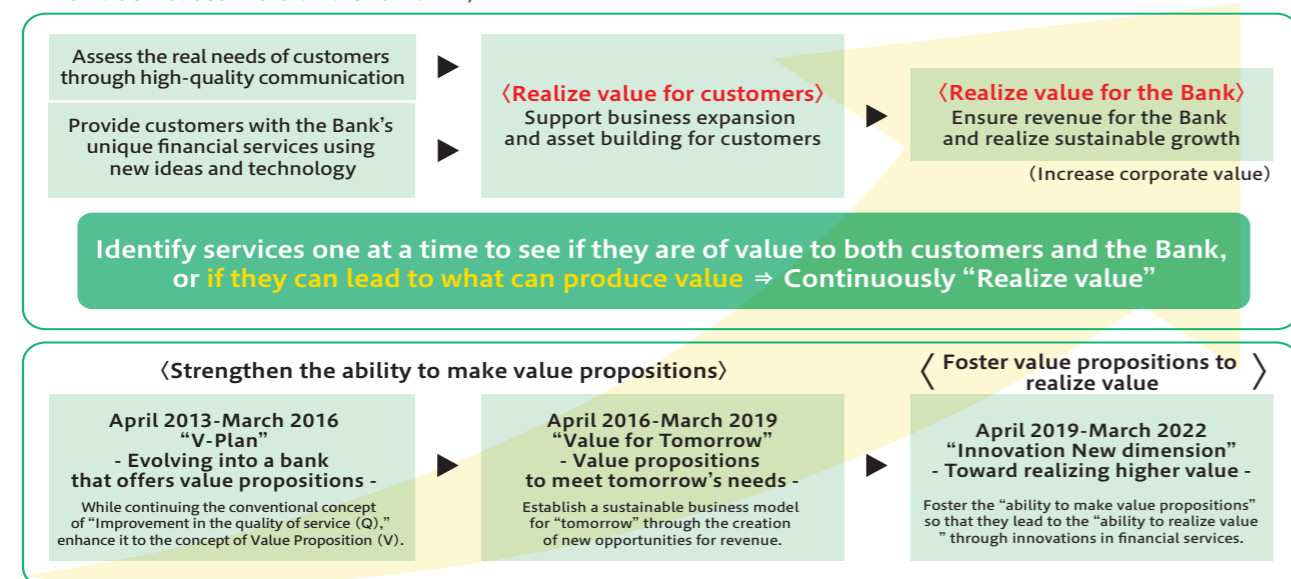 Assess the real needs of customers
through high-quality communication
▶
Provide customers with the Bank's
unique financial services using
new ideas and technology
▶
〈Realize value for customers〉
Support business expansion
and asset building for customers
▶
〈Realize value for the Bank〉
Ensure revenue for the Bank
and realize sustainable growth
(Increase corporate value)
Identify services one at a time to see if they are of value to both customers and the Bank,
or if they can lead to what can produce value ⇒ Continuously “Realize value”
〈Strengthen the ability to make value propositions〉
〈Foster value propositions to
realize value〉
April 2013-March 2016
“V-Plan”
- Evolving into a bank
that offers value propositions -
While continuing the conventional concept
of “Improvement in the quality of service (Q),”
enhance it to the concept of Value Proposition (V).
▶
April 2016-March 2019
“Value for Tomorrow”
- Value propositions
to meet tomorrow's needs -
Establish a sustainable business model
for “tomorrow” through the creation
of new opportunities for revenue.
▶
April 2019-March 2022
“Innovation New dimension”
- Toward realizing higher value -
Foster the “ability to make value propositions”
so that they lead to the “ability to realize value
” through innovations in financial services.